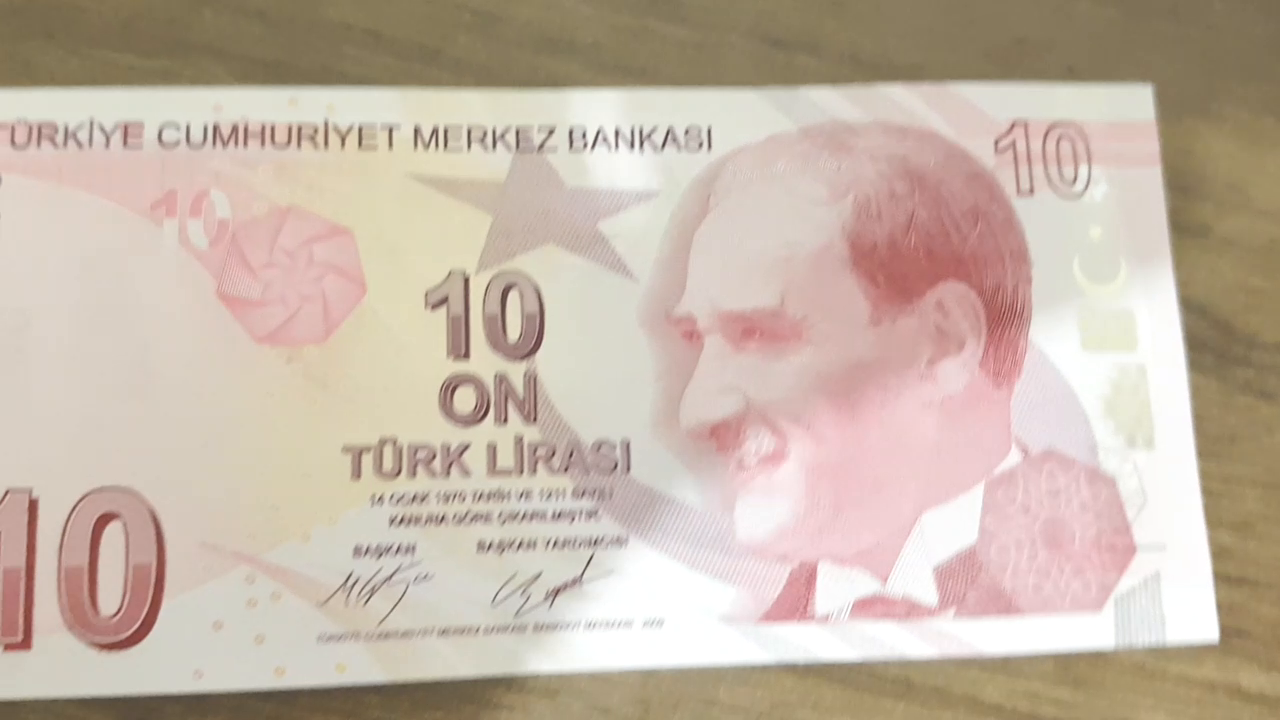 TÜRKİYE CUMHURİYET MERKEZ BANKASI
10
10
10
ON
TÜRK LİRASI
14 OCAK 1970 TARİH VE 1211 SAYILI
KANUNA GÖRE ÇIKARILMIŞTIR.
BAŞKAN BAŞKAN YARDIMCISI
10